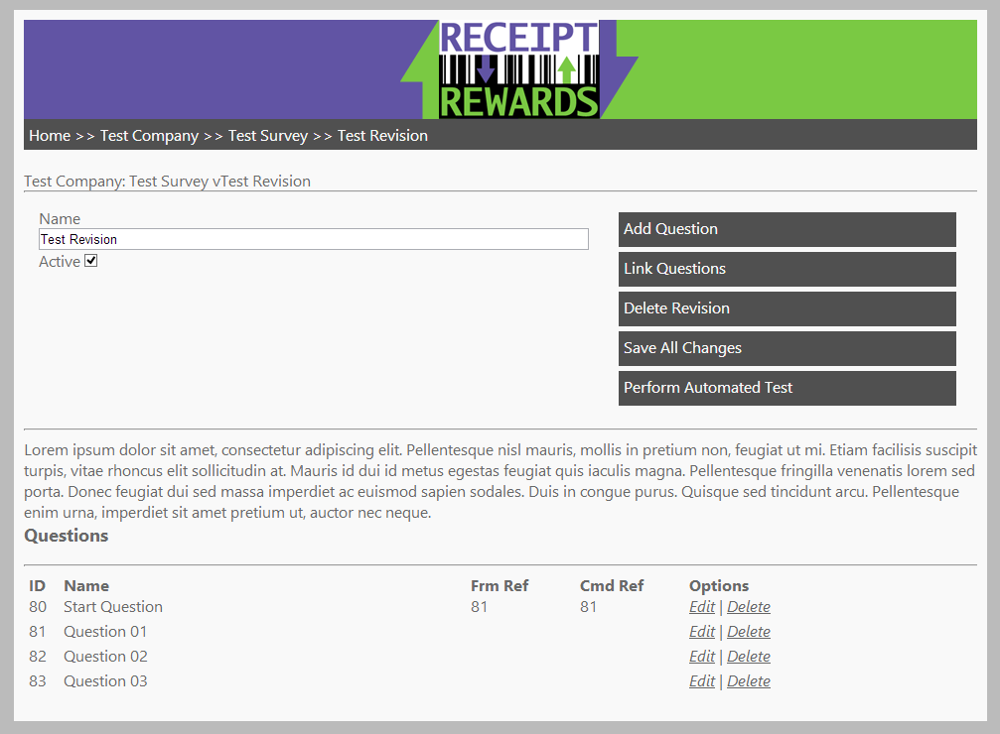 RECEIPT
REWARDS
Home >> Test Company >> Test Survey >> Test Revision
Test Company: Test Survey vTest Revision
Name
Test Revision
Active
Add Question
Link Questions
Delete Revision
Save All Changes
Perform Automated Test
Lorem ipsum dolor sit amet, consectetur adipiscing elit. Pellentesque nisl mauris, mollis in pretium non, feugiat ut mi. Etiam facilisis suscipit
turpis, vitae rhoncus elit sollicitudin at. Mauris id dui id metus egestas feugiat quis iaculis magna. Pellentesque fringilla venenatis lorem sed
porta. Donec feugiat dui sed massa imperdiet ac euismod sapien sodales. Duis in congue purus. Quisque sed tincidunt arcu. Pellentesque
enim urna, imperdiet sit amet pretium ut, auctor nec neque.
Questions
ID Name Frm Ref Cmd Ref Options
80 Start Question 81 81 Edit | Delete
81 Question 01 Edit | Delete
82 Question 02 Edit | Delete
83 Question 03 Edit | Delete